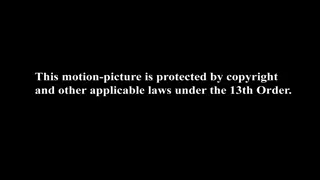 This motion-picture is protected by copyright
and other applicable laws under the 13th Order.